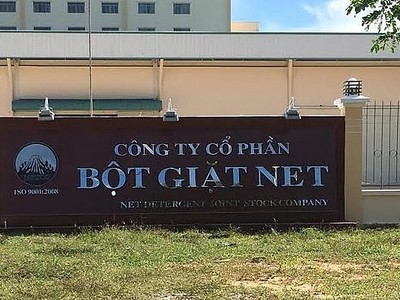 CÔNG TY CỔ PHẦN
BỘT GIẶT NET
NET DETERGENT JOINT STOCK COMPANY
ISO 9001:2008